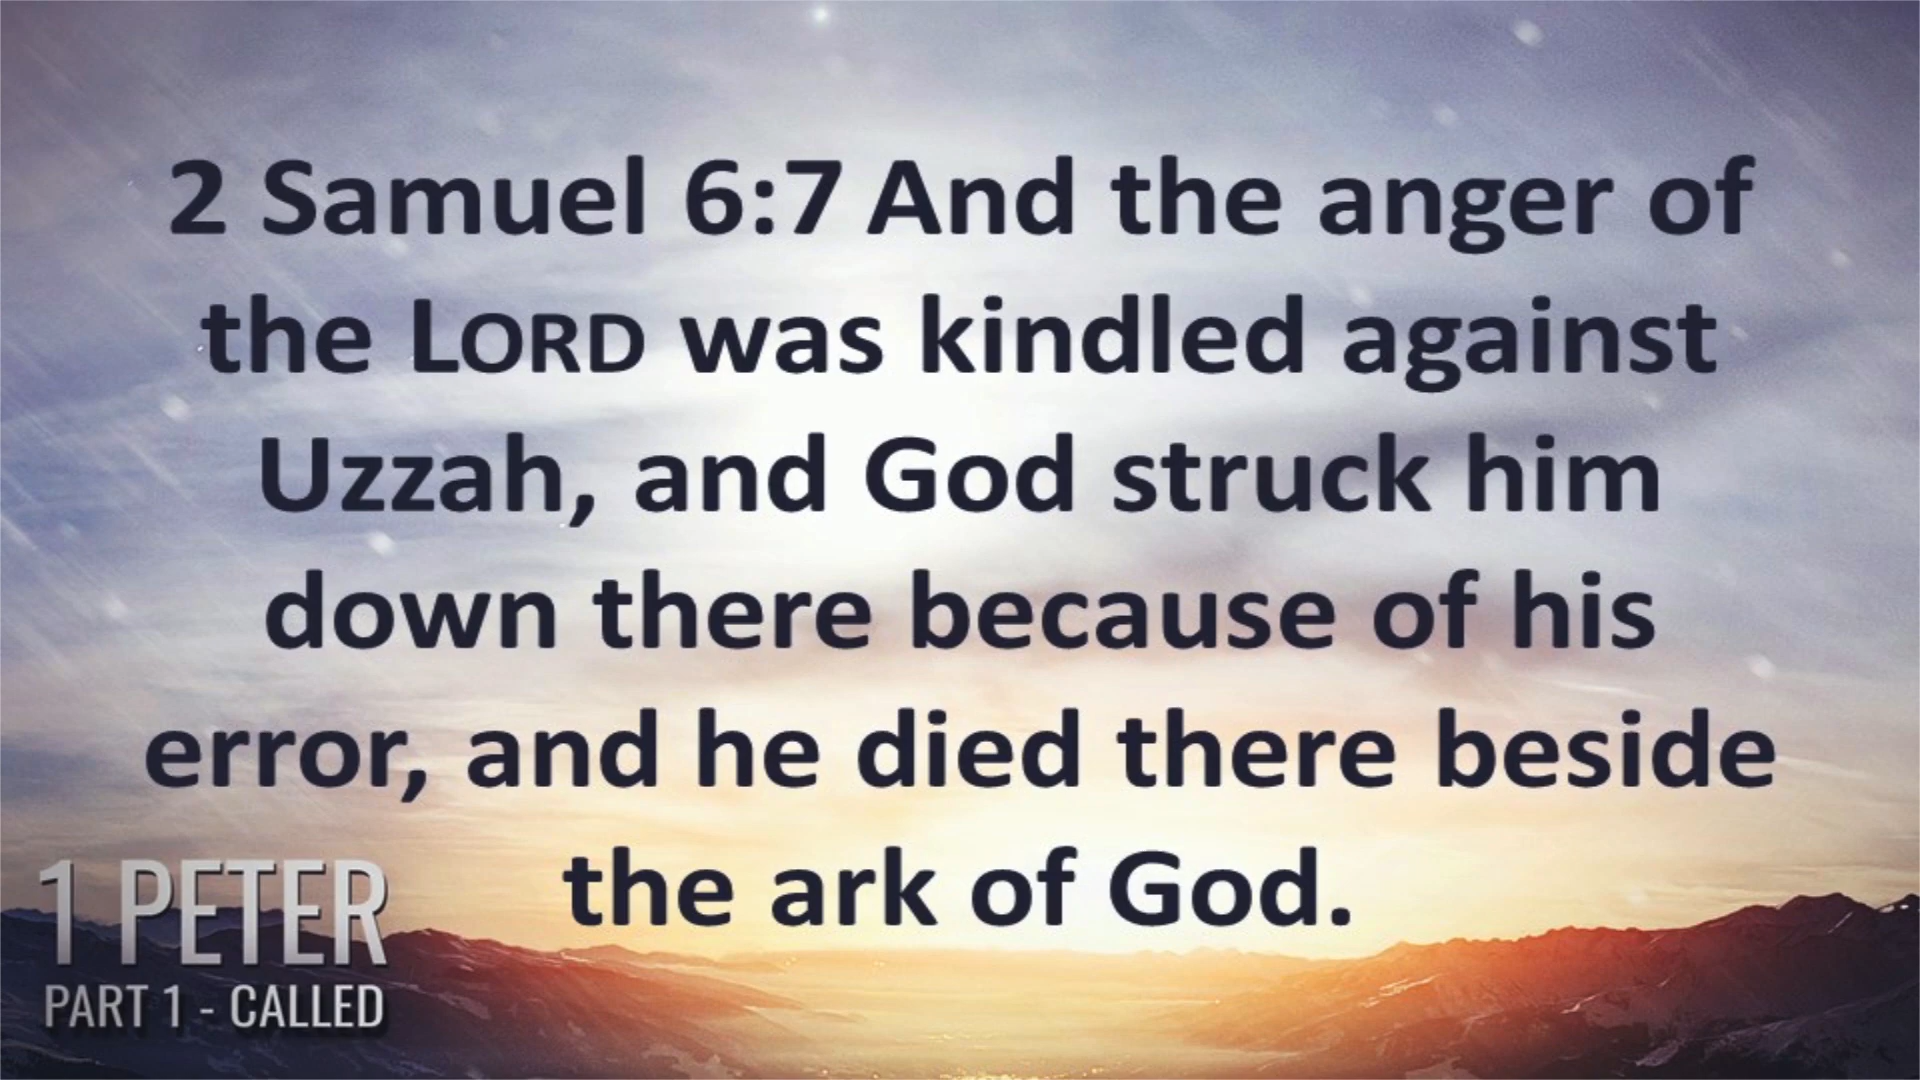 2 Samuel 6:7 And the anger of
the LORD was kindled against
Uzzah, and God struck him
down there because of his
error, and he died there beside
the ark of God.
1 PETER
PART 1 - CALLED